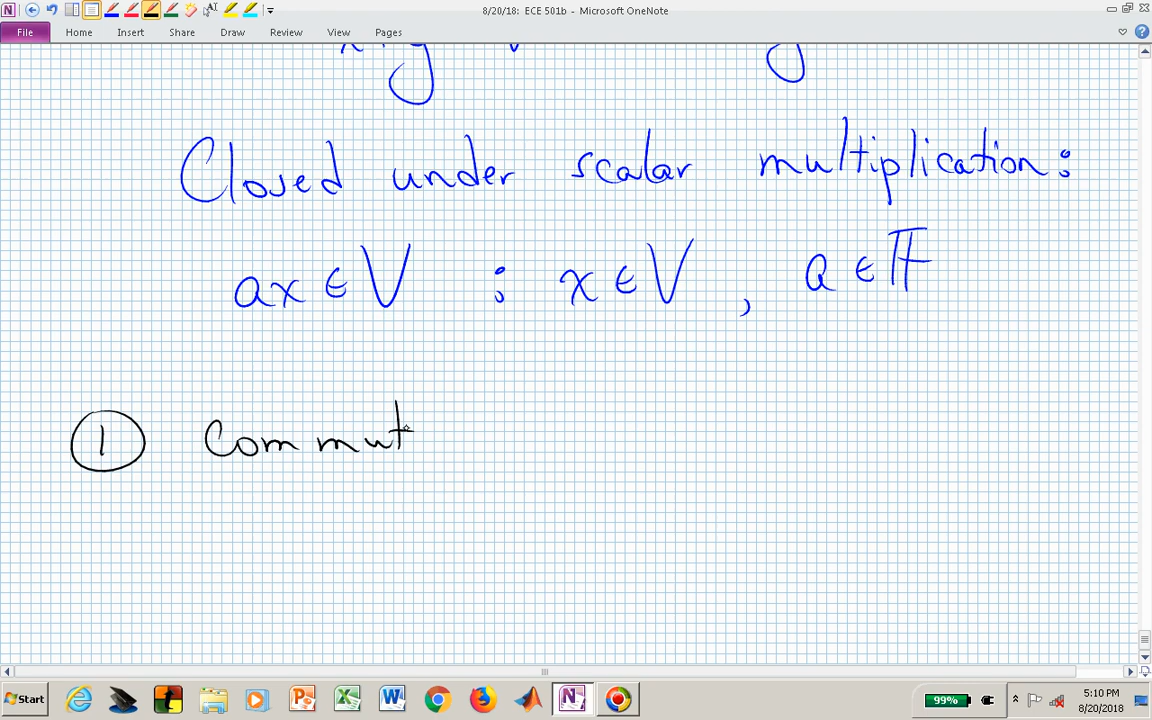 8/20/18: ECE 501b - Microsoft OneNote
File Home Insert Share Draw Review View Pages
Closed under scalar multiplication:
ax ∈ V : x ∈ V , a ∈ 𝔽
① Commut
Start
99%
5:10 PM
8/20/2018